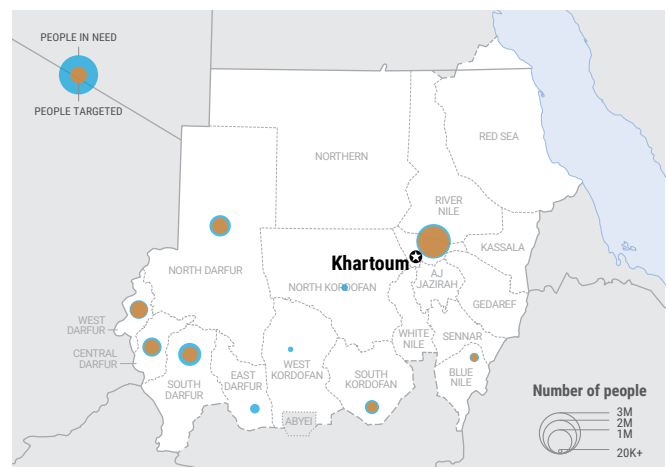 PEOPLE IN NEED
PEOPLE TARGETED
RED SEA
NORTHERN
RIVER
NILE
Khartoum
KASSALA
NORTH DARFUR
NORTH KORDOFAN
AJ
JAZIRAH
GEDAREF
WEST
DARFUR
WHITE
NILE
SENNAR
CENTRAL
DARFUR
WEST
KORDOFAN
SOUTH
KORDOFAN
EAST
DARFUR
BLUE
NILE
SOUTH
DARFUR
ABYEI
Number of people
3M
2M
1M
20K+